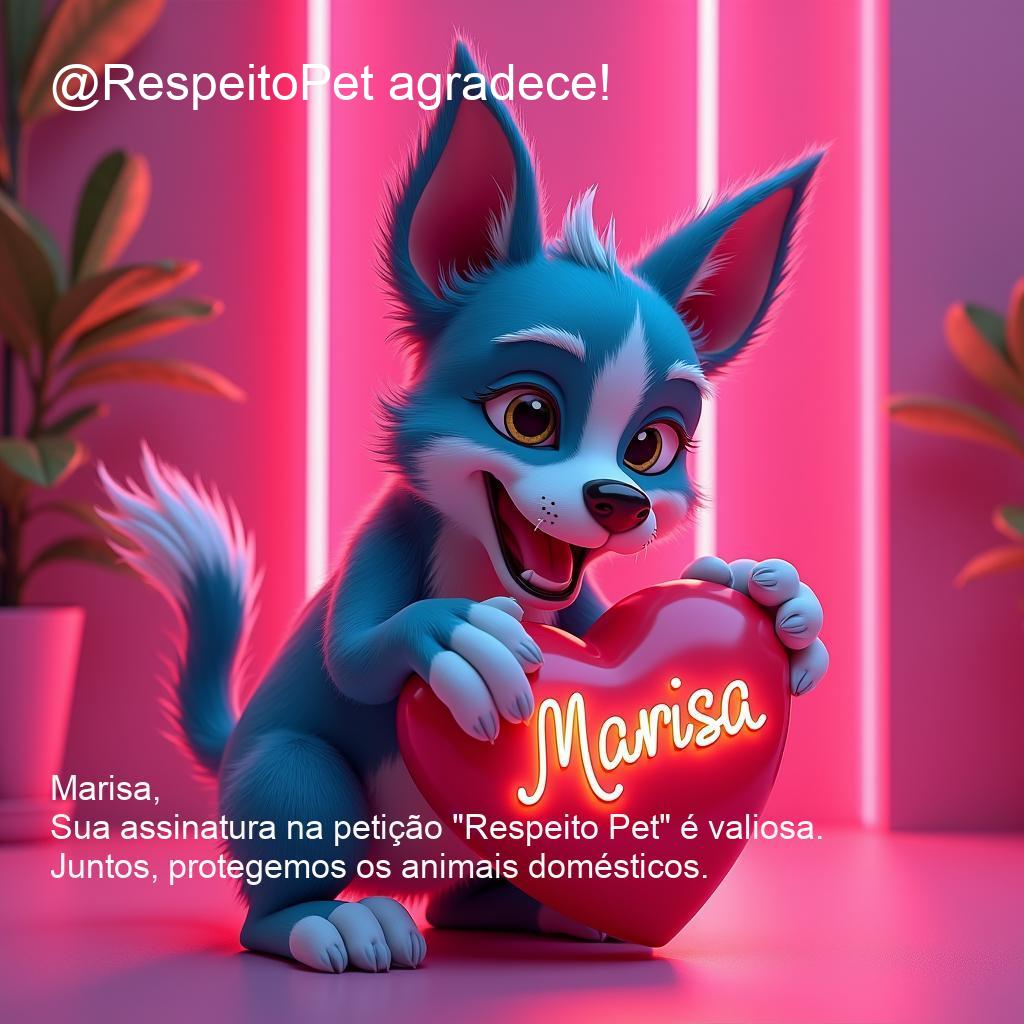 @RespeitoPet agradece!
Marisa
Marisa,
Sua assinatura na petição "Respeito Pet" é valiosa.
Juntos, protegemos os animais domésticos.